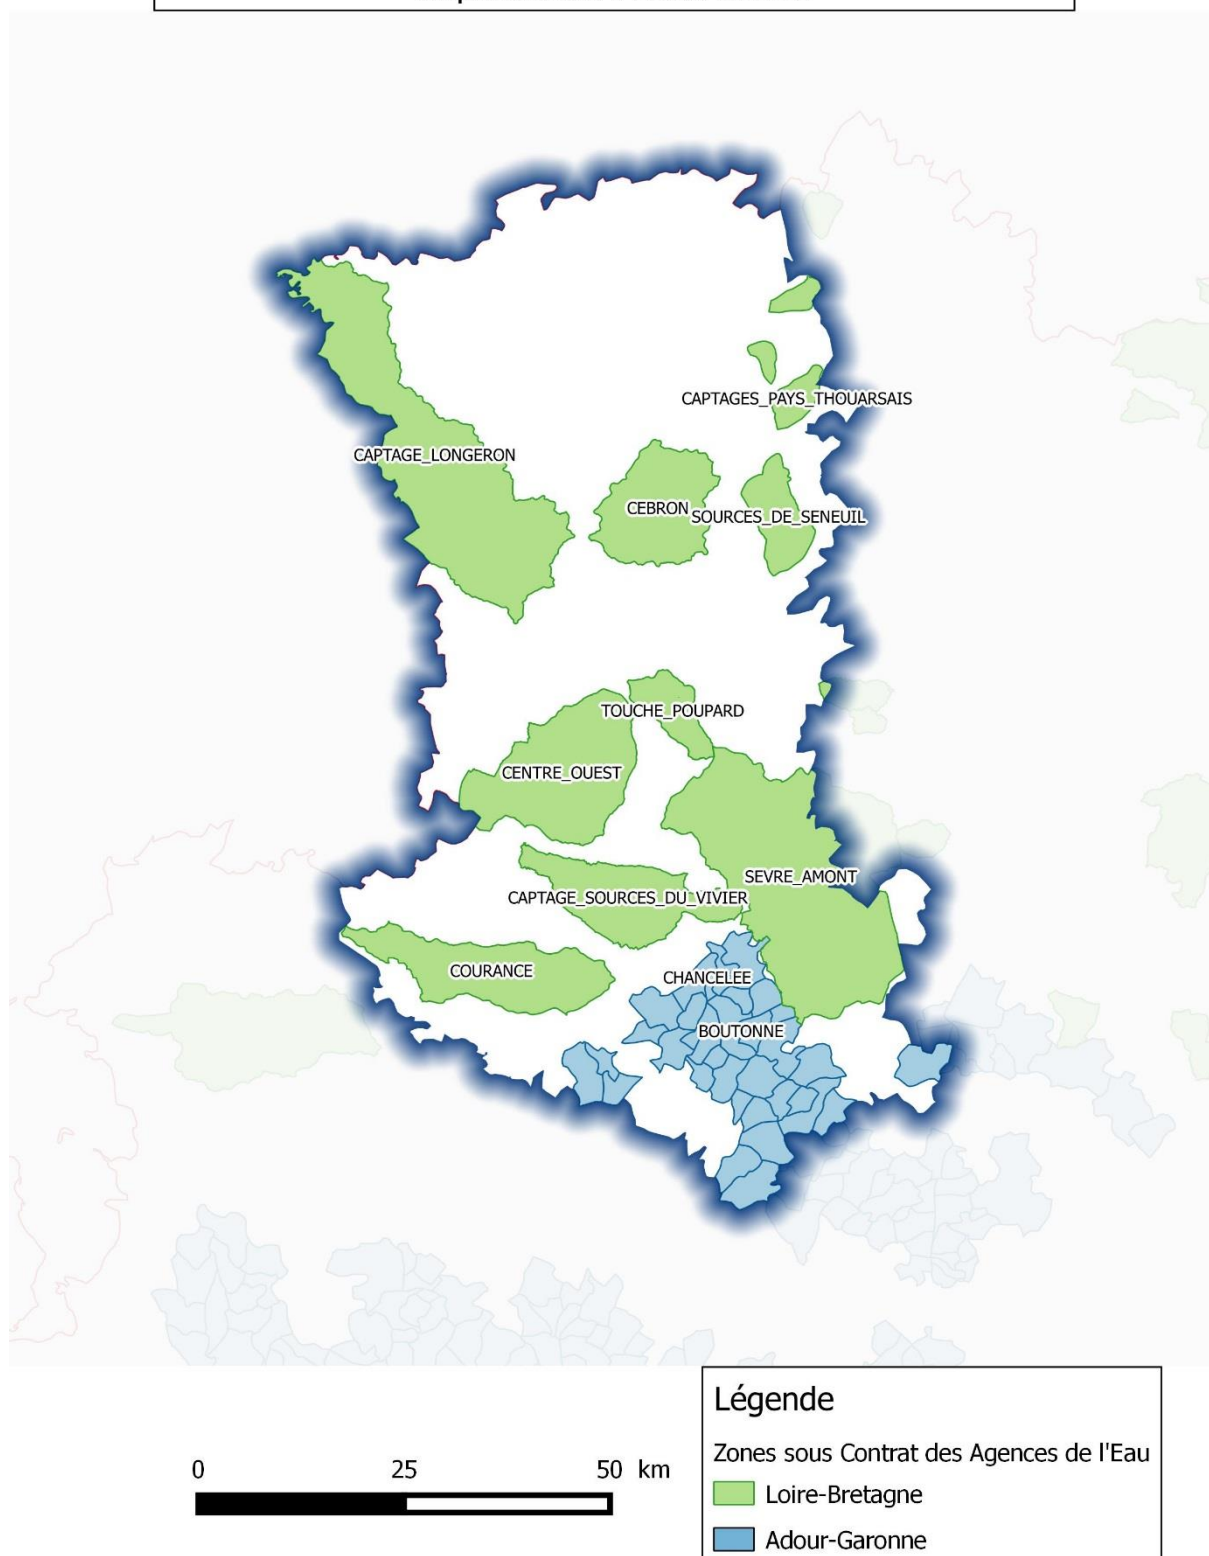 CAPTAGES_PAYS_THOUARSAIS
CAPTAGE_LONGERON
CEBRON
SOURCES_DE_SENEUIL
TOUCHE_POUPARD
CENTRE_OUEST
SEVRE_AMONT
CAPTAGE_SOURCES_DU_VIVIER
COURANCE
CHANCELEE
BOUTONNE
Légende
Zones sous Contrat des Agences de l'Eau
Loire-Bretagne
Adour-Garonne
0 25 50 km